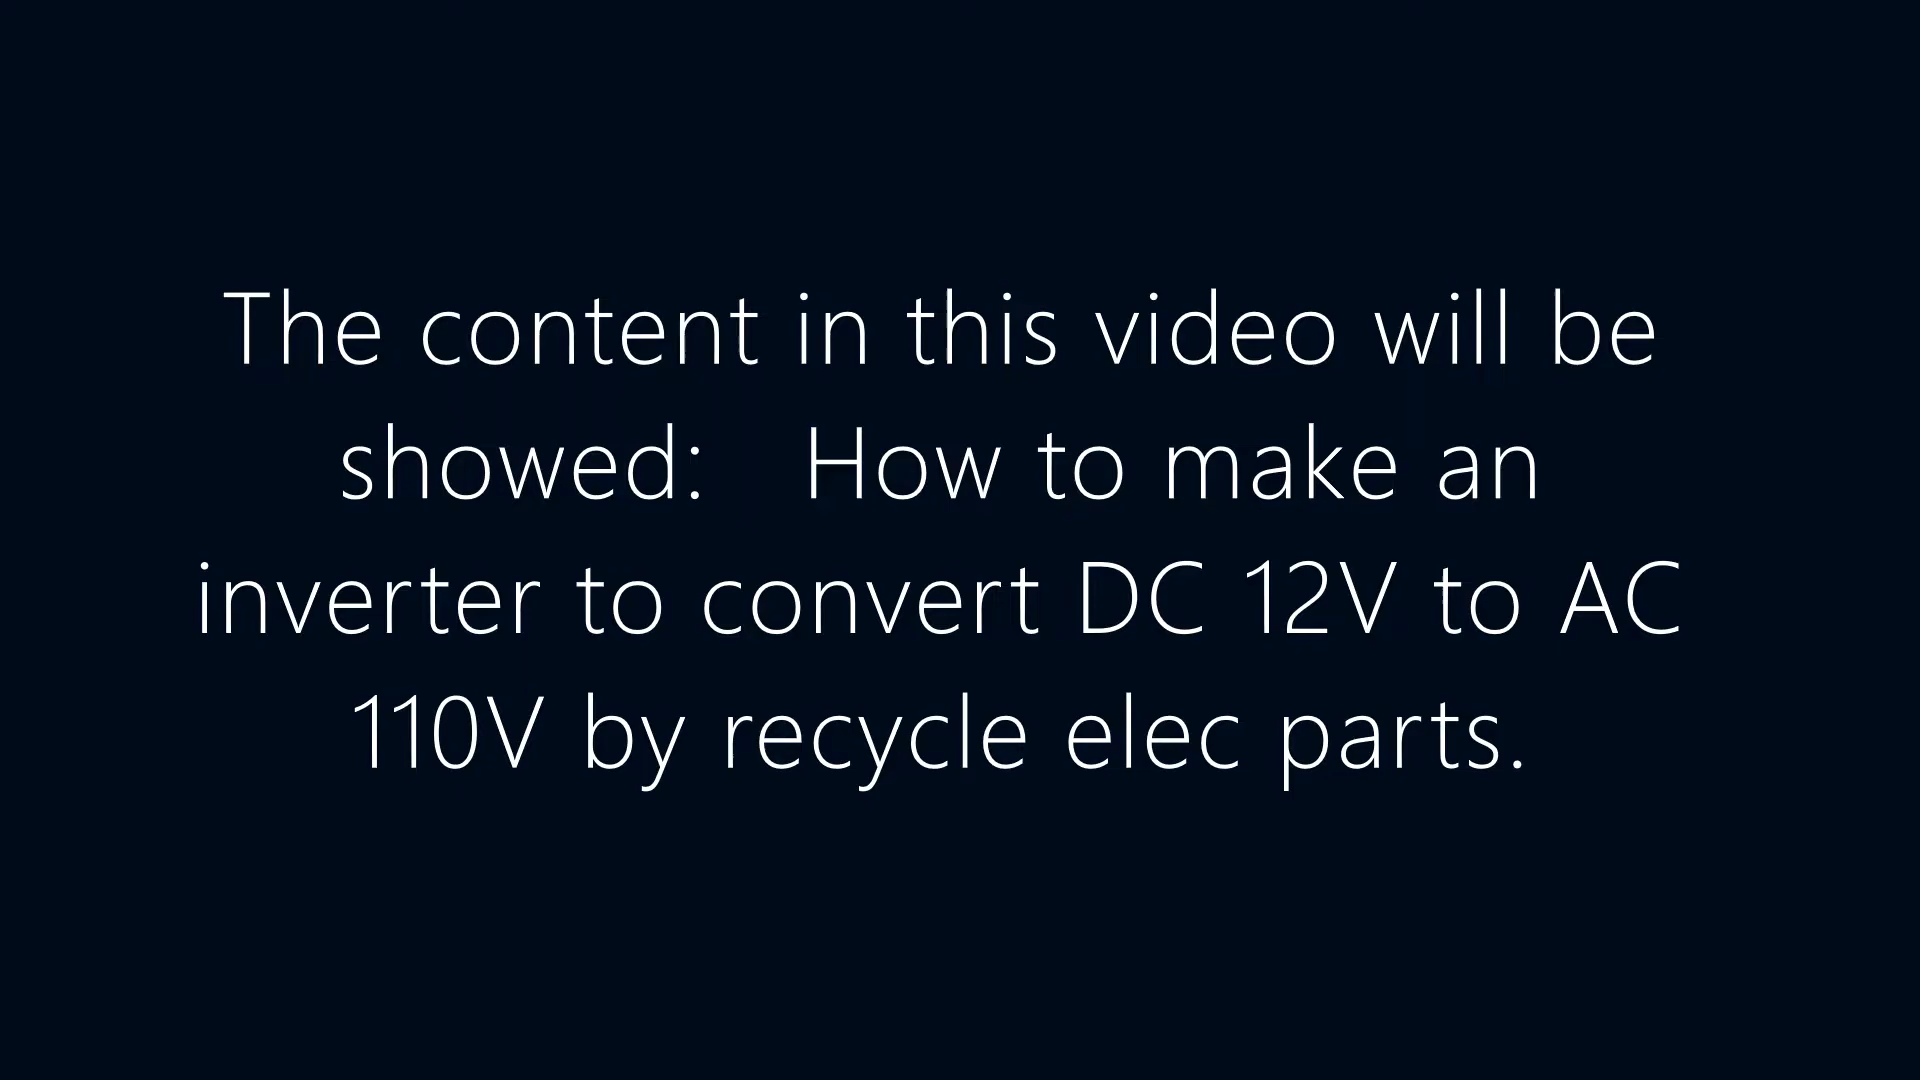 The content in this video will be
showed:   How to make an
inverter to convert DC 12V to AC
110V by recycle elec parts.